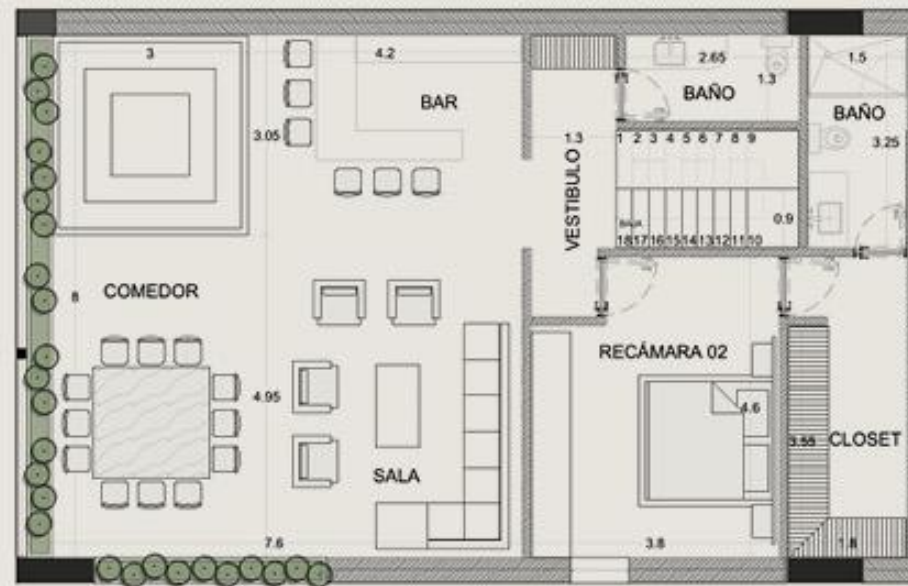 3
4.2
2.65
1.5
BAR
BAÑO
1.3
BAÑO
3.05
1.3
1 2 3 4 5 6 7 8 9
3.25
VESTIBULO
0.9
BAJA
18 17 16 15 14 13 12 11 10
COMEDOR
8
RECÁMARA 02
4.95
4.6
3.55
CLOSET
SALA
7.6
3.8
1.8